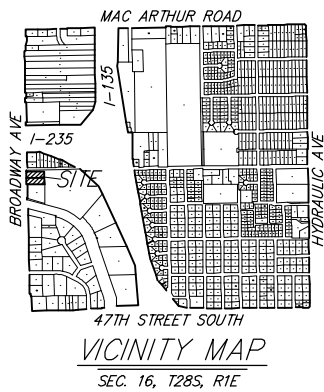 MAC ARTHUR ROAD
I-135
BROADWAY AVE
I-235
HYDRAULIC AVE
SITE
47TH STREET SOUTH
VICINITY MAP
SEC. 16, T28S, R1E